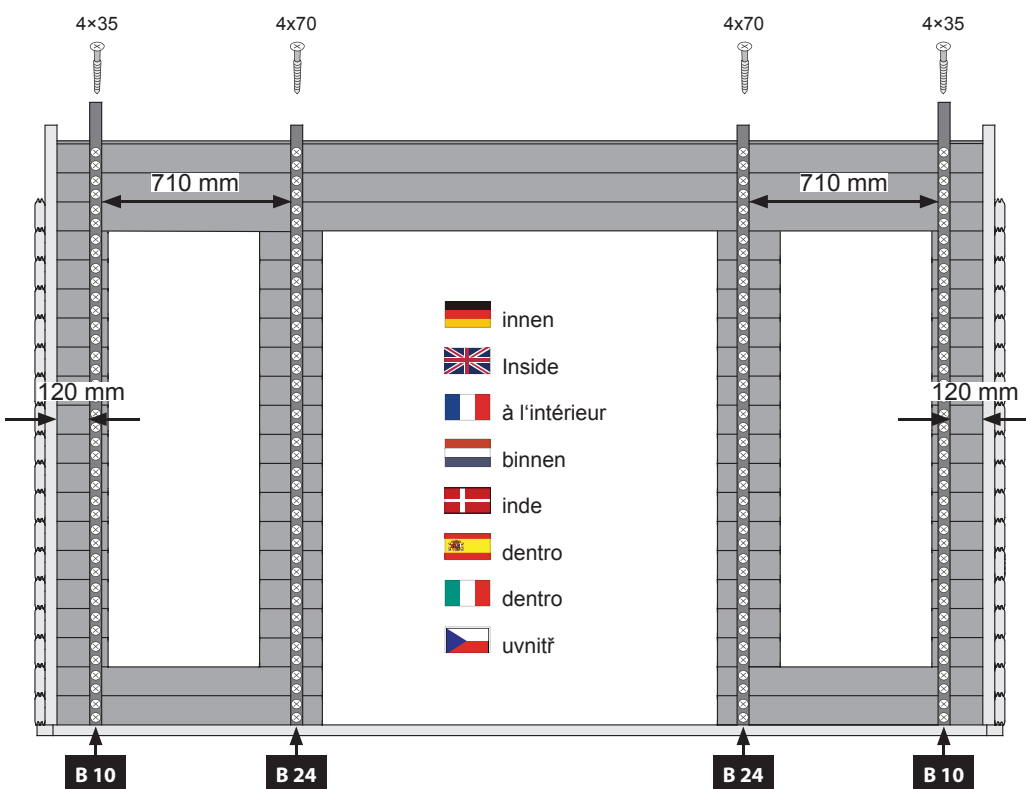 4×35
4x70
4x70
4×35
710 mm
710 mm
innen
Inside
à l‘intérieur
120 mm
120 mm
binnen
inde
dentro
dentro
uvnitř
B 10
B 24
B 24
B 10